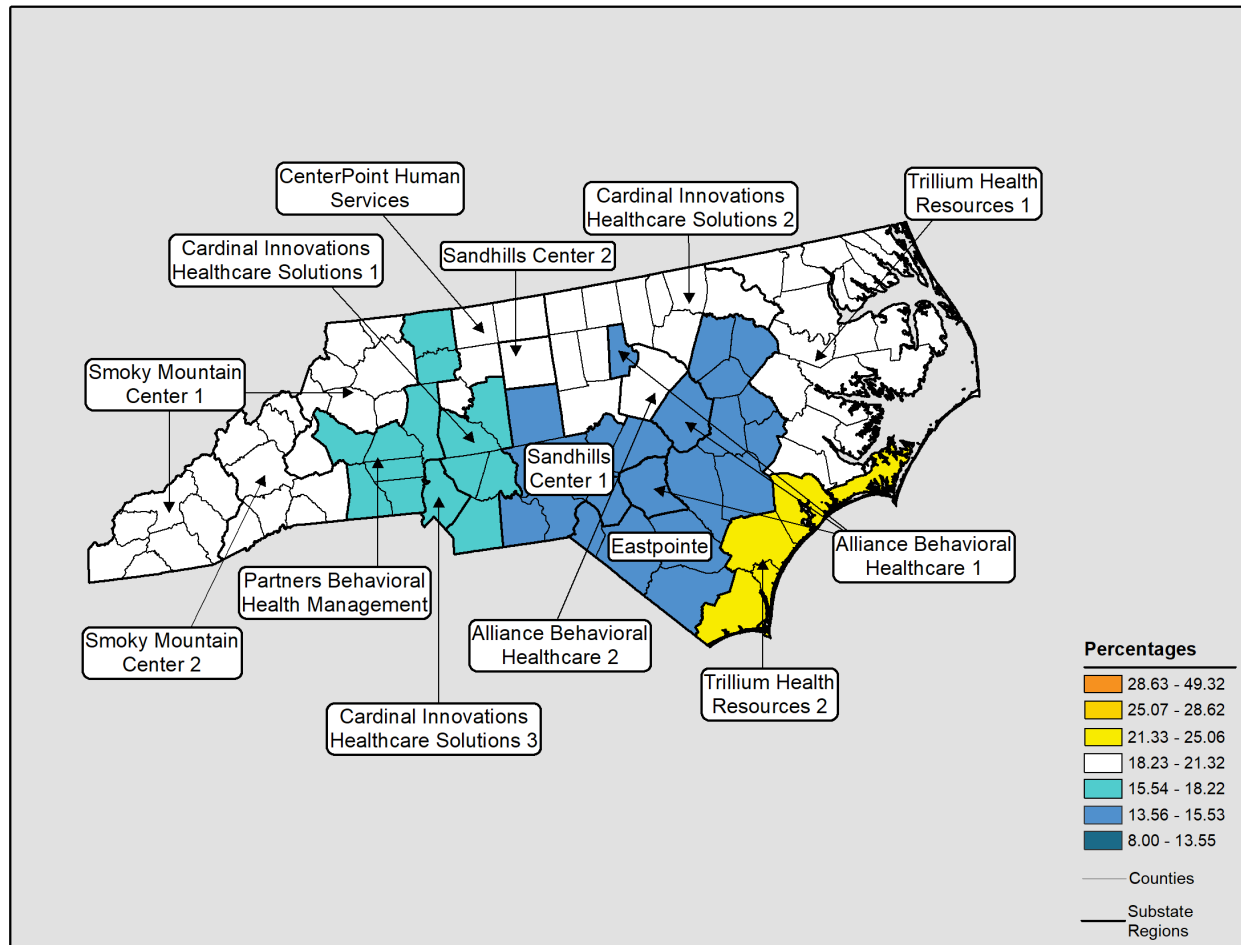 CenterPoint Human
Services
Cardinal Innovations
Healthcare Solutions 2
Trillium Health
Resources 1
Cardinal Innovations
Healthcare Solutions 1
Sandhills Center 2
Smoky Mountain
Center 1
Sandhills
Center 1
Eastpointe
Alliance Behavioral
Healthcare 1
Partners Behavioral
Health Management
Smoky Mountain
Center 2
Alliance Behavioral
Healthcare 2
Trillium Health
Resources 2
Cardinal Innovations
Healthcare Solutions 3
Percentages
28.63 - 49.32
25.07 - 28.62
21.33 - 25.06
18.23 - 21.32
15.54 - 18.22
13.56 - 15.53
8.00 - 13.55
Counties
Substate
Regions